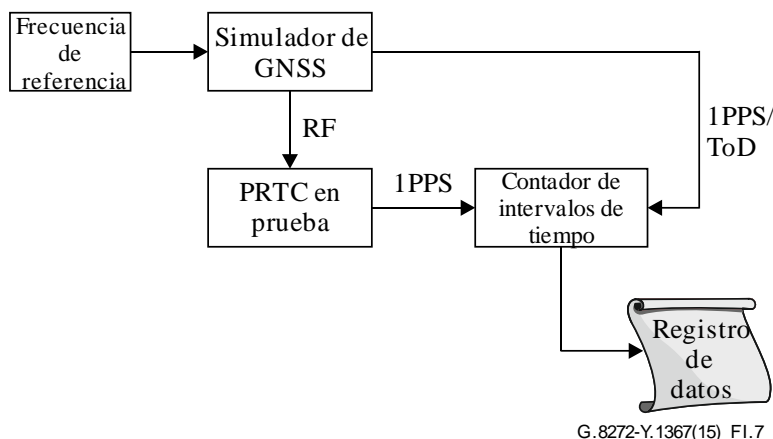 Frecuencia
de
referencia
Simulador de
GNSS
1PPS/
ToD
RF
PRTC en
prueba
1PPS
Contador de
intervalos de
tiempo
Registro
de
datos
G.8272-Y.1367(15)_FI.7